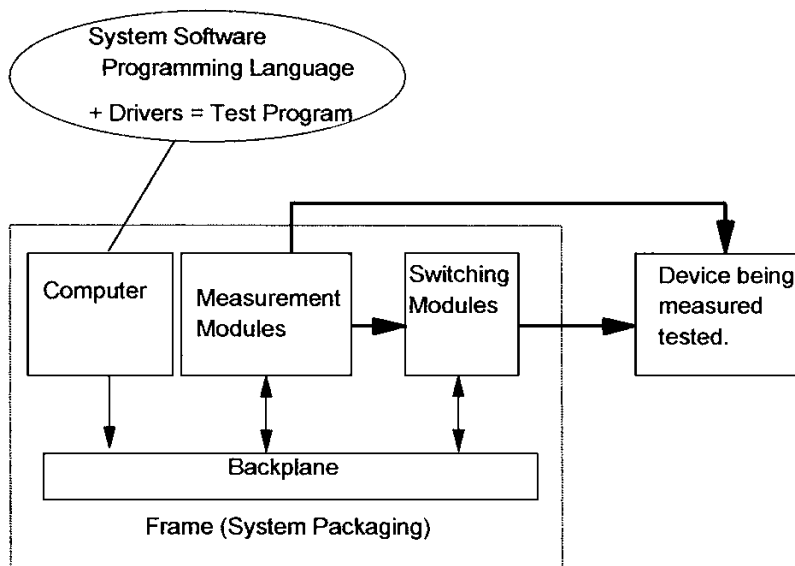 System Software
Programming Language
+ Drivers = Test Program
Computer
Measurement
Modules
Switching
Modules
Device being
measured
tested.
Backplane
Frame (System Packaging)